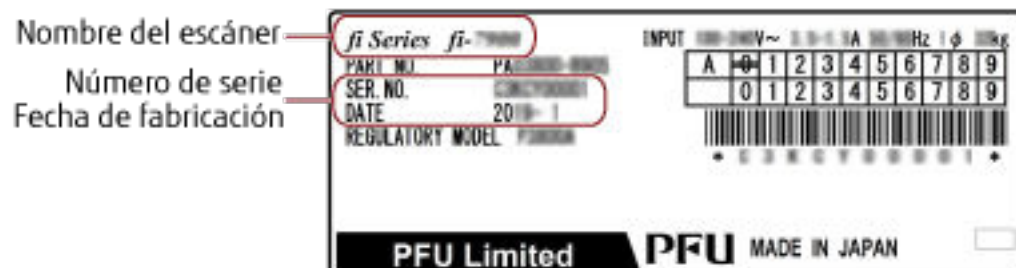 Nombre del escáner
Número de serie
Fecha de fabricación
fi Series fi-
PART NO. PA
SER. NO.
DATE 20
REGULATORY MODEL
INPUT V~ A Hz 1ϕ kg
A 0 1 2 3 4 5 6 7 8 9
0 1 2 3 4 5 6 7 8 9
PFU Limited
PFU MADE IN JAPAN